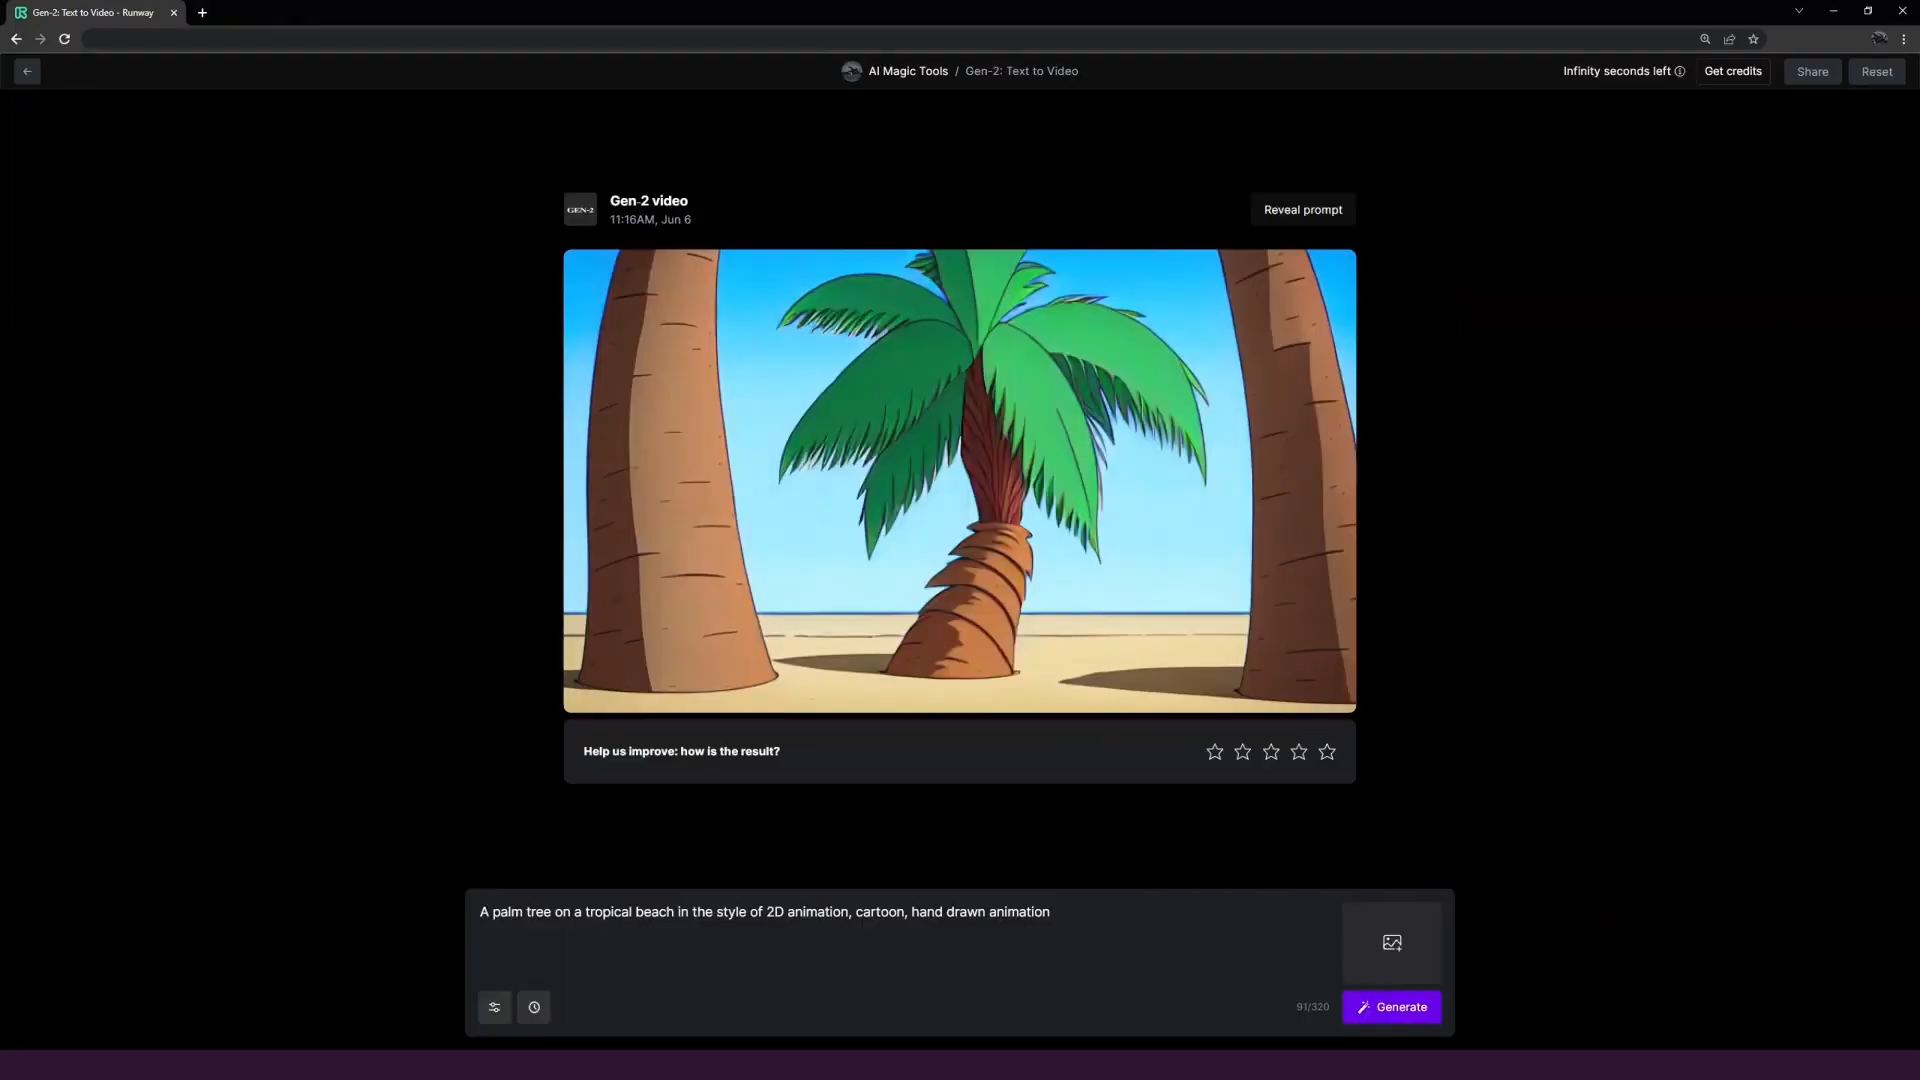 Gen-2: Text to Video - Runway
AI Magic Tools / Gen-2: Text to Video
Infinity seconds left
Get credits
Share
Reset
GEN-2
Gen-2 video
11:16AM, Jun 6
Reveal prompt
Help us improve: how is the result?
A palm tree on a tropical beach in the style of 2D animation, cartoon, hand drawn animation
91/320
Generate